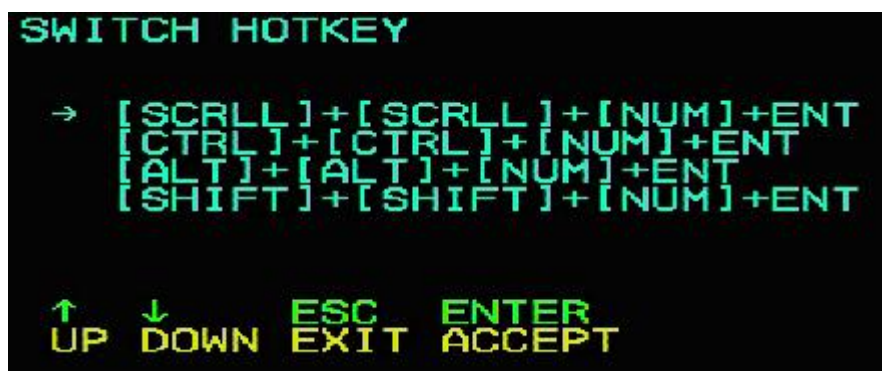 SWITCH HOTKEY
→ [SCRLL]+[SCRLL]+[NUM]+ENT
[CTRL]+[CTRL]+[NUM]+ENT
[ALT]+[ALT]+[NUM]+ENT
[SHIFT]+[SHIFT]+[NUM]+ENT
↑ ↓ ESC ENTER
UP DOWN EXIT ACCEPT